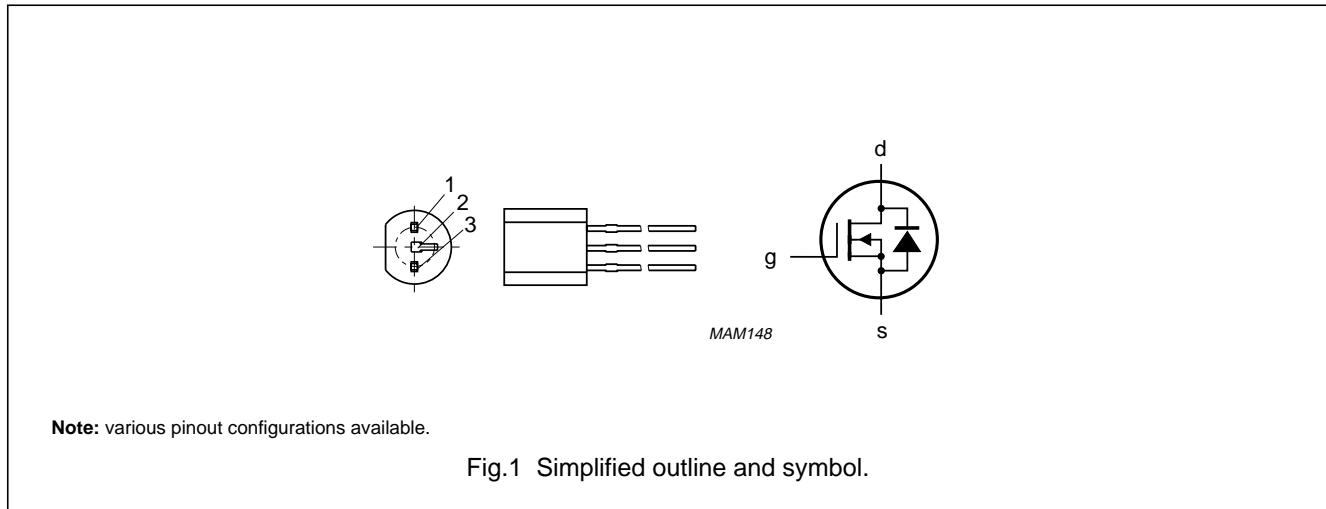 1
2
3
d
g
s
MAM148
Note: various pinout configurations available.
Fig.1 Simplified outline and symbol.